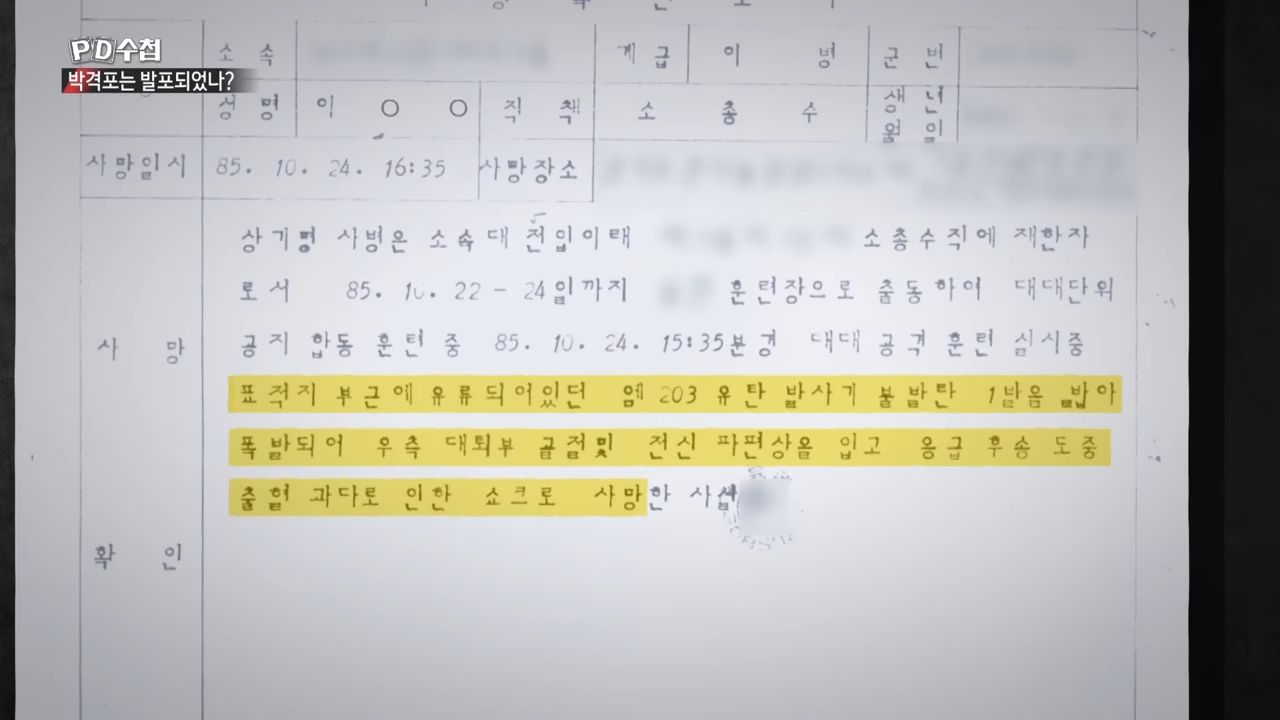 PD수첩
박격포는 발포되었나?
소 속 계급 이 병 군 번
성 명 이 ○ ○ 직 책 소 총 수 생 년 월 일
사망일시 85. 10. 24. 16:35 사망장소
상기명 사병은 소속대 전입이래 소총수직에 재한자
로서 85. 10. 22 - 24일까지 훈련장으로 출동하여 대대단위
사 망 공지 합동 훈련 중 85. 10. 24. 15:35분경 대대 공격 훈련 실시중
표적지 부근에 유류되어있던 엠 203 유탄 발사기 불발탄 1발을 밟아
폭발되어 우측 대퇴부 골절및 전신 파편상을 입고 응급 후송 도중
출혈 과다로 인한 쇼크로 사망한
확 인